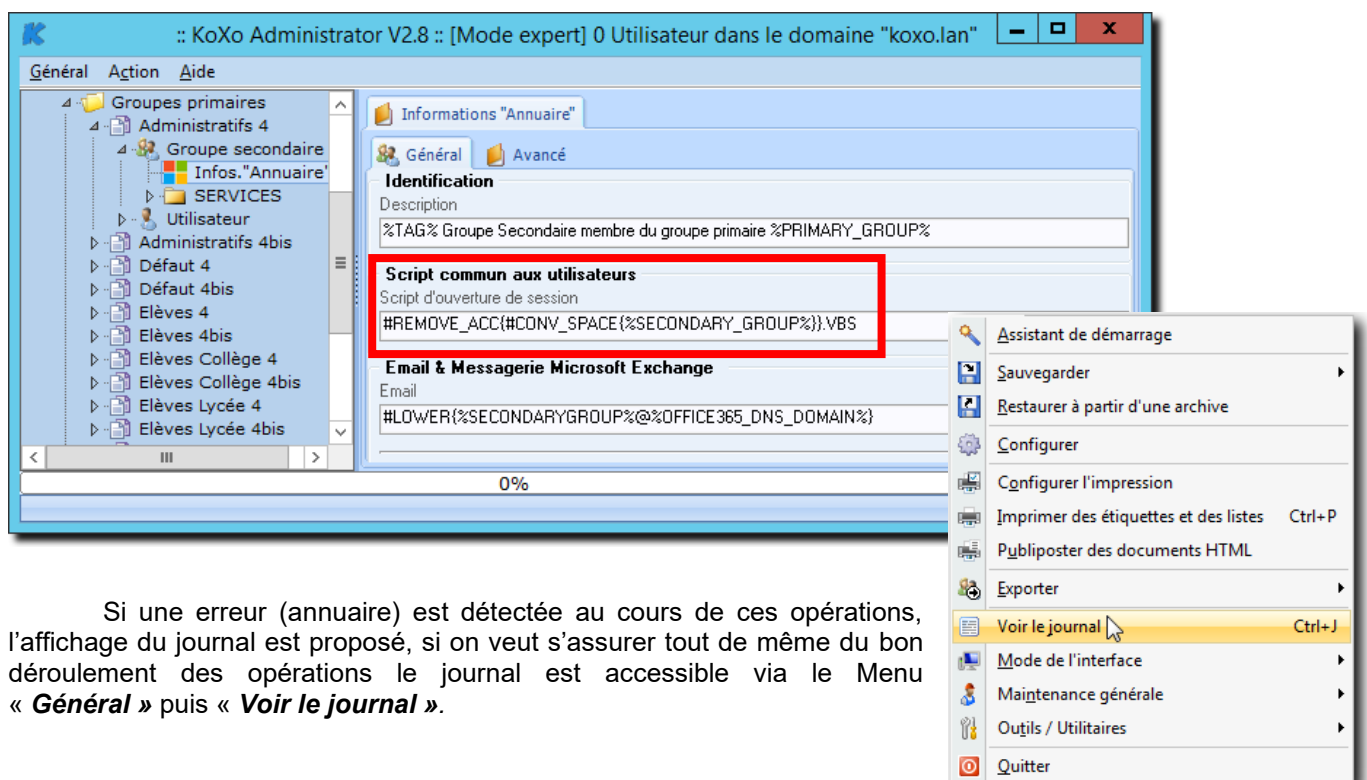 :: KoXo Administrator V2.8 :: [Mode expert] 0 Utilisateur dans le domaine "koxo.lan"
Général Action Aide
Groupes primaires
Administratifs 4
Groupe secondaire
Infos."Annuaire"
SERVICES
Utilisateur
Administratifs 4bis
Défaut 4
Défaut 4bis
Elèves 4
Elèves 4bis
Elèves Collège 4
Elèves Collège 4bis
Elèves Lycée 4
Elèves Lycée 4bis
Informations "Annuaire"
Général Avancé
Identification
Description
%TAG% Groupe Secondaire membre du groupe primaire %PRIMARY_GROUP%
Script commun aux utilisateurs
Script d'ouverture de session
#REMOVE_ACC{#CONV_SPACE{%SECONDARY_GROUP%}}.VBS
Email & Messagerie Microsoft Exchange
Email
#LOWER{%SECONDARYGROUP%@%OFFICE365_DNS_DOMAIN%}
0%
Assistant de démarrage
Sauvegarder
Restaurer à partir d'une archive
Configurer
Configurer l'impression
Imprimer des étiquettes et des listes Ctrl+P
Publiposter des documents HTML
Exporter
Voir le journal Ctrl+J
Mode de l'interface
Maintenance générale
Outils / Utilitaires
Quitter
Si une erreur (annuaire) est détectée au cours de ces opérations,
l'affichage du journal est proposé, si on veut s'assurer tout de même du bon
déroulement des opérations le journal est accessible via le Menu
« Général » puis « Voir le journal ».